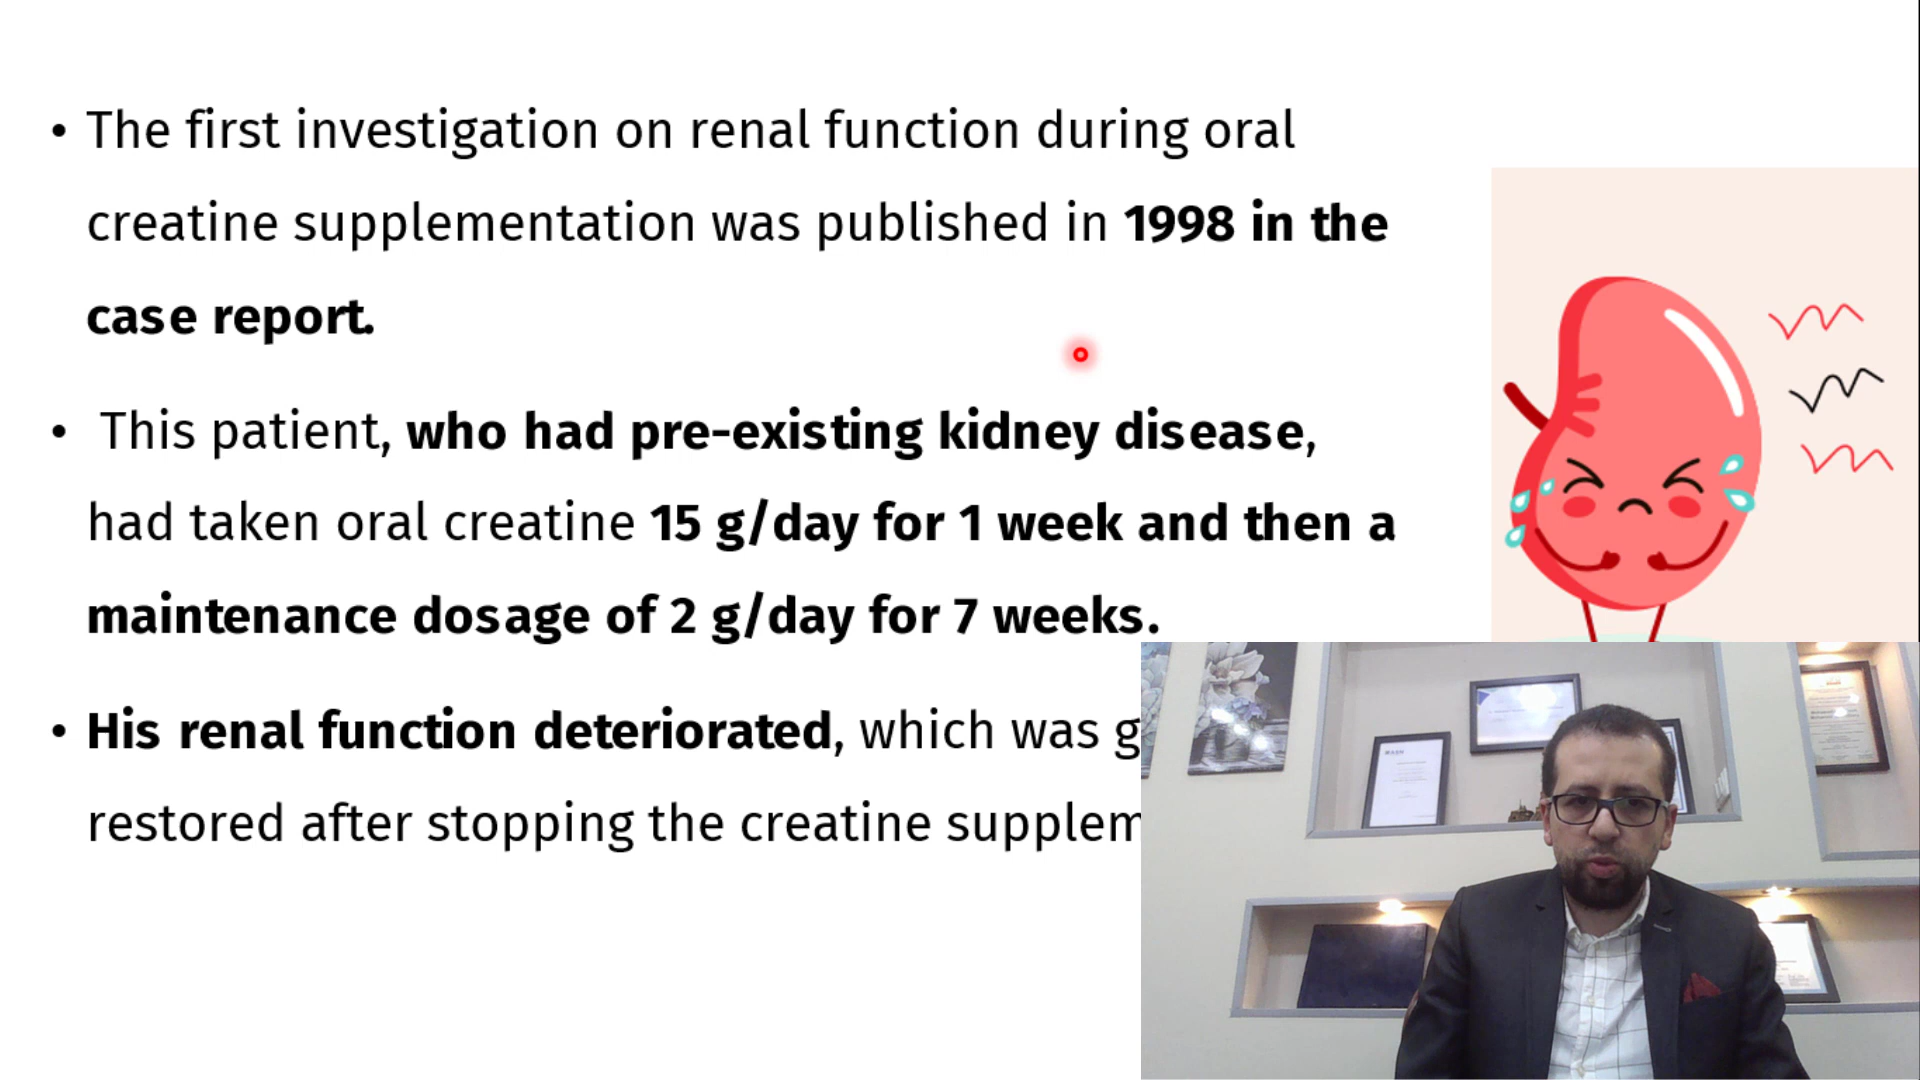 • The first investigation on renal function during oral
creatine supplementation was published in 1998 in the
case report.
• This patient, who had pre-existing kidney disease,
had taken oral creatine 15 g/day for 1 week and then a
maintenance dosage of 2 g/day for 7 weeks.
• His renal function deteriorated, which was
restored after stopping the creatine